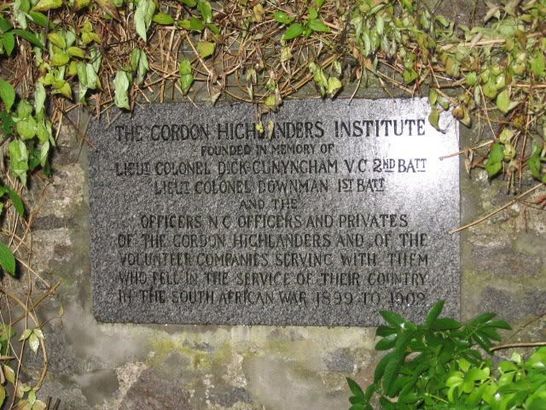 THE GORDON HIGHLANDERS INSTITUTE
FOUNDED IN MEMORY OF
LIEUT COLONEL DICK-CUNYNGHAM V.C. 2ND BATT
LIEUT COLONEL DOWNMAN 1ST BATT
AND THE
OFFICERS N.C. OFFICERS AND PRIVATES
OF THE GORDON HIGHLANDERS AND OF THE
VOLUNTEER COMPANIES SERVING WITH THEM
WHO FELL IN THE SERVICE OF THEIR COUNTRY
IN THE SOUTH AFRICAN WAR 1899 TO 1902